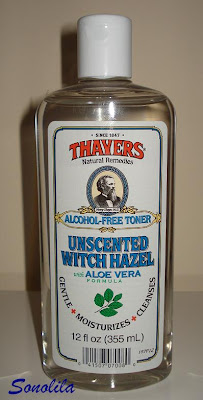 • SINCE 1847 •
THAYERS
Natural Remedies
ALCOHOL-FREE TONER
UNSCENTED
WITCH HAZEL
with ALOE VERA
FORMULA
GENTLE • MOISTURIZES • CLEANSES
12 fl oz (355 mL)
Sonolila